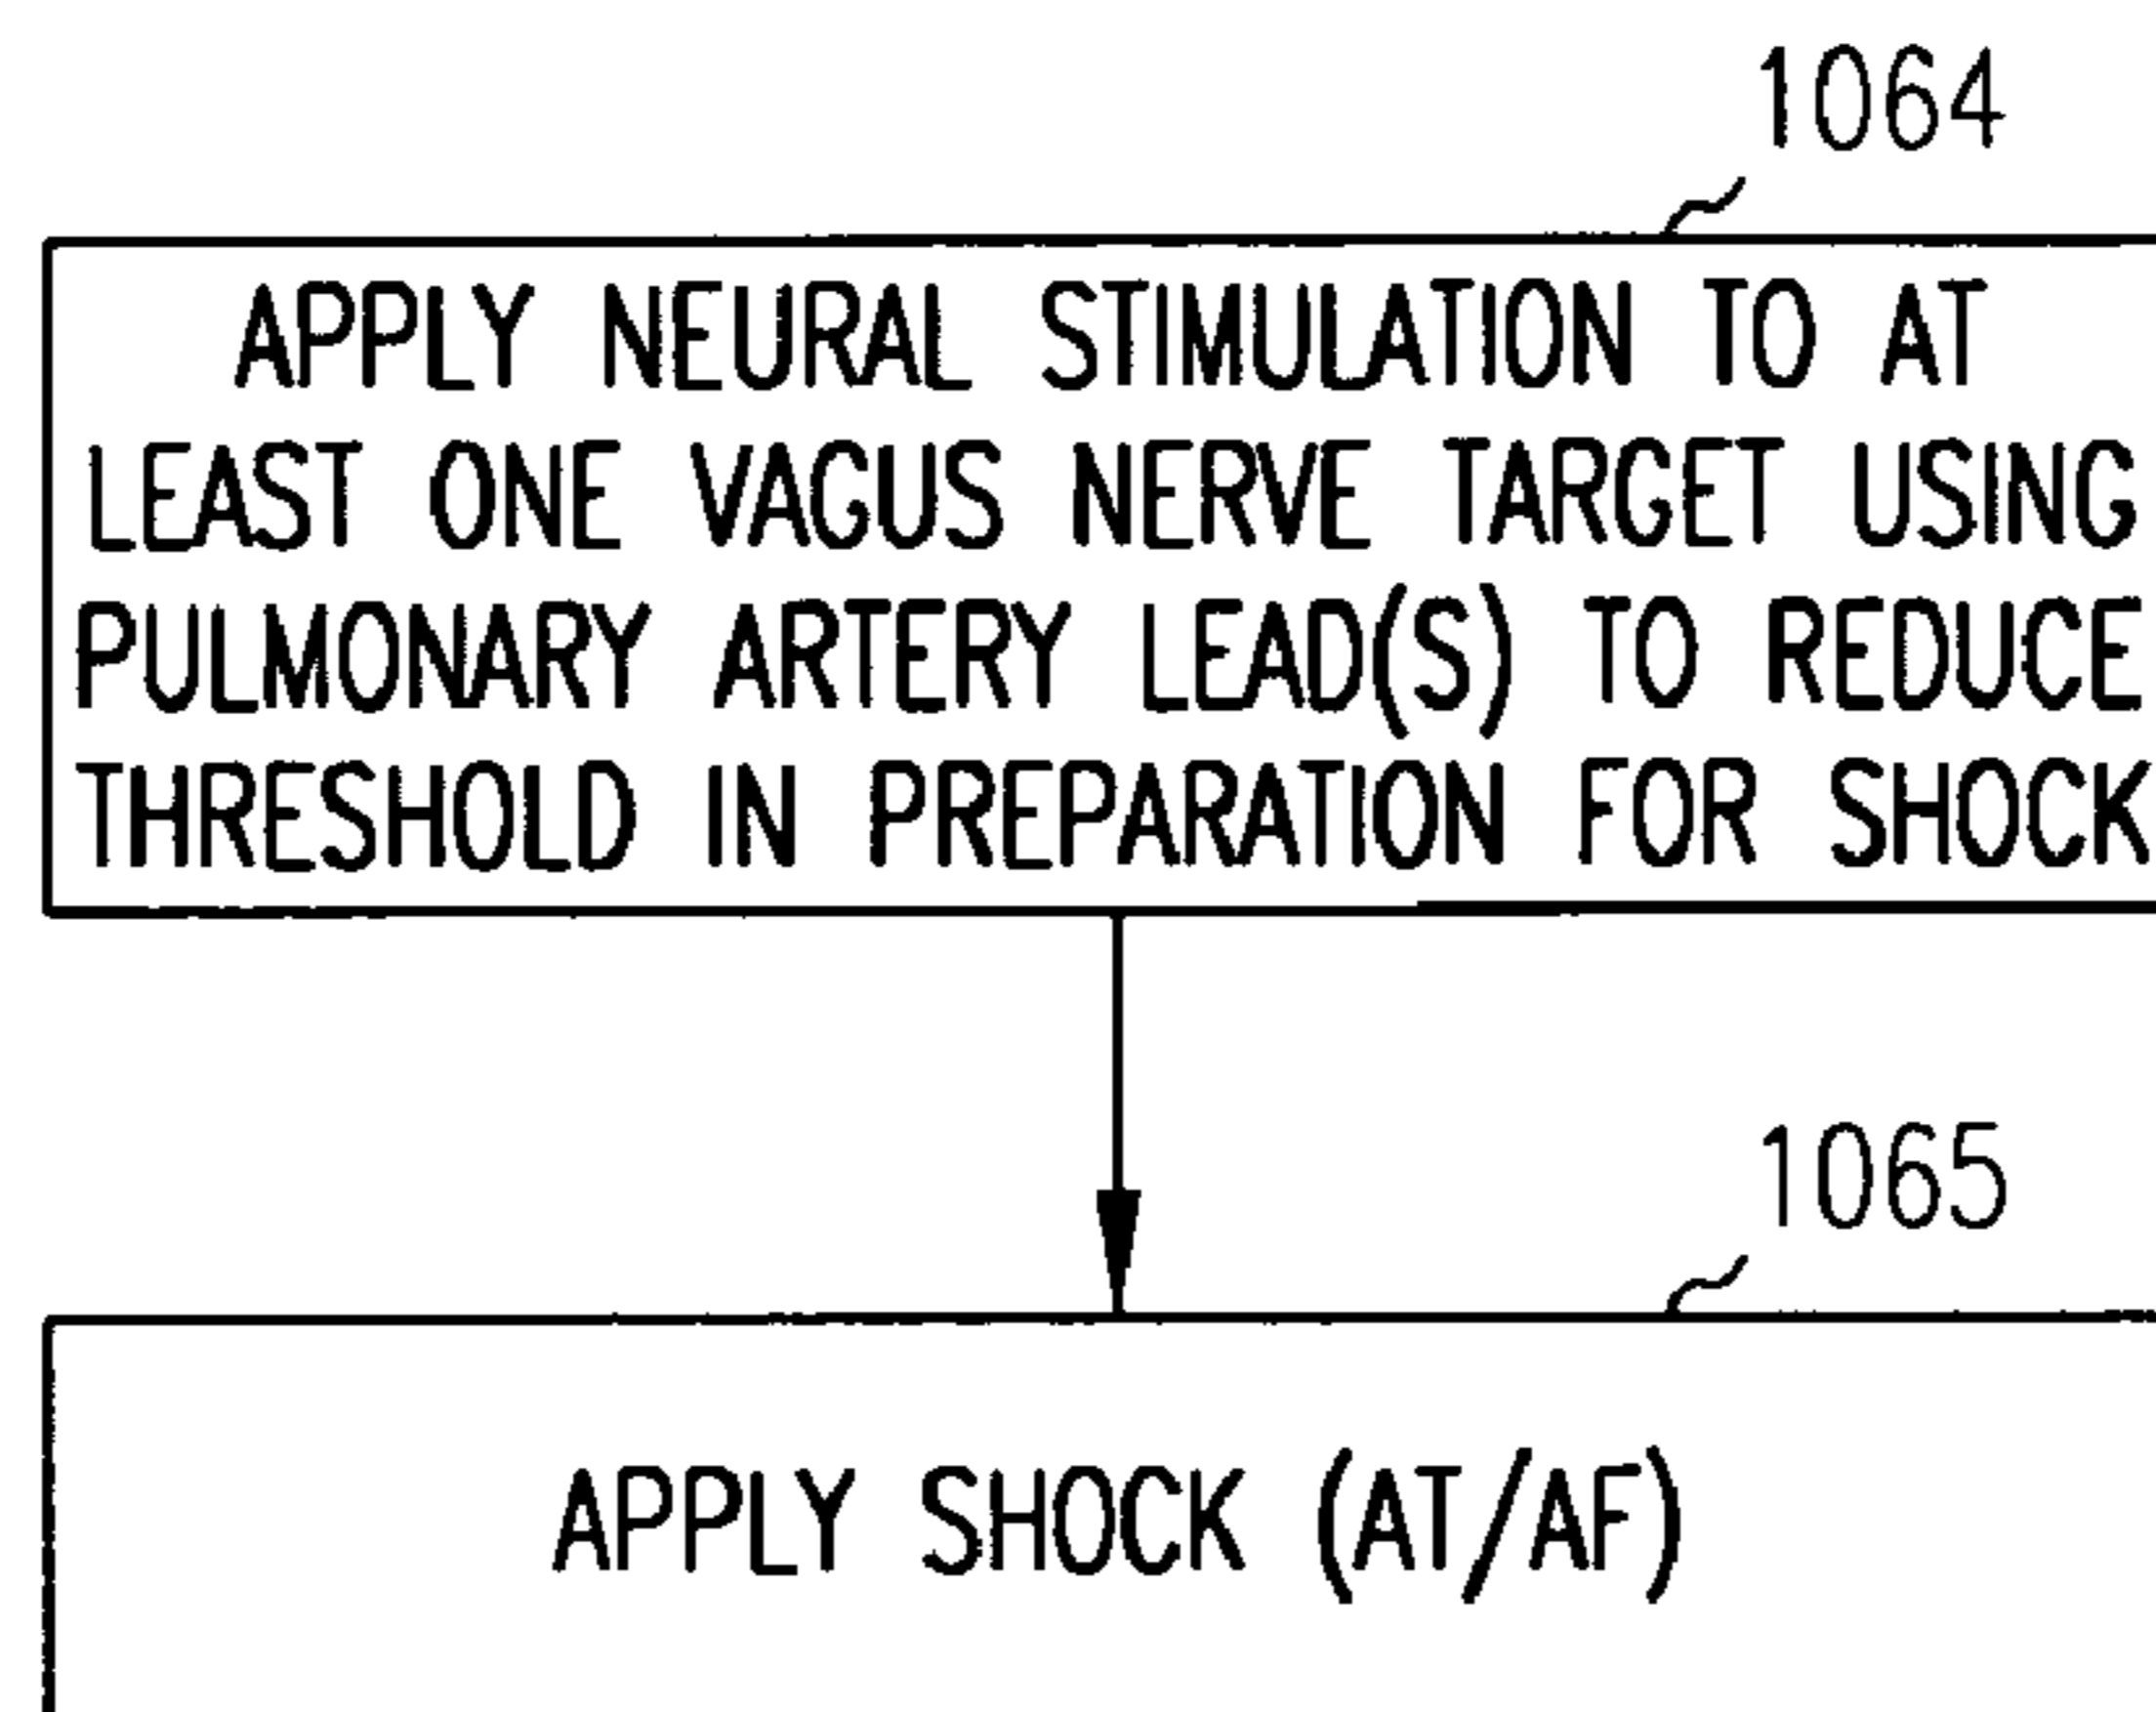 1064
APPLY NEURAL STIMULATION TO AT
LEAST ONE VAGUS NERVE TARGET USING
PULMONARY ARTERY LEAD(S) TO REDUCE
THRESHOLD IN PREPARATION FOR SHOCK
1065
APPLY SHOCK (AT/AF)